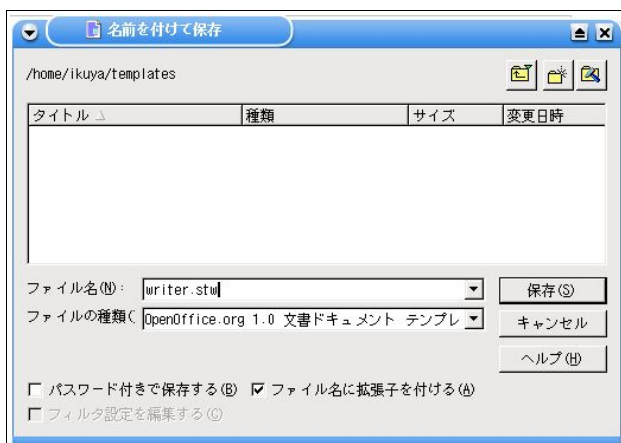 名前を付けて保存
/home/ikuya/templates
タイトル 種類 サイズ 変更日時
ファイル名(N): writer.stw 保存(S)
ファイルの種類( OpenOffice.org 1.0 文書ドキュメント テンプレ キャンセル
ヘルプ(H)
パスワード付きで保存する(B) ファイル名に拡張子を付ける(A)
フィルタ設定を編集する(C)